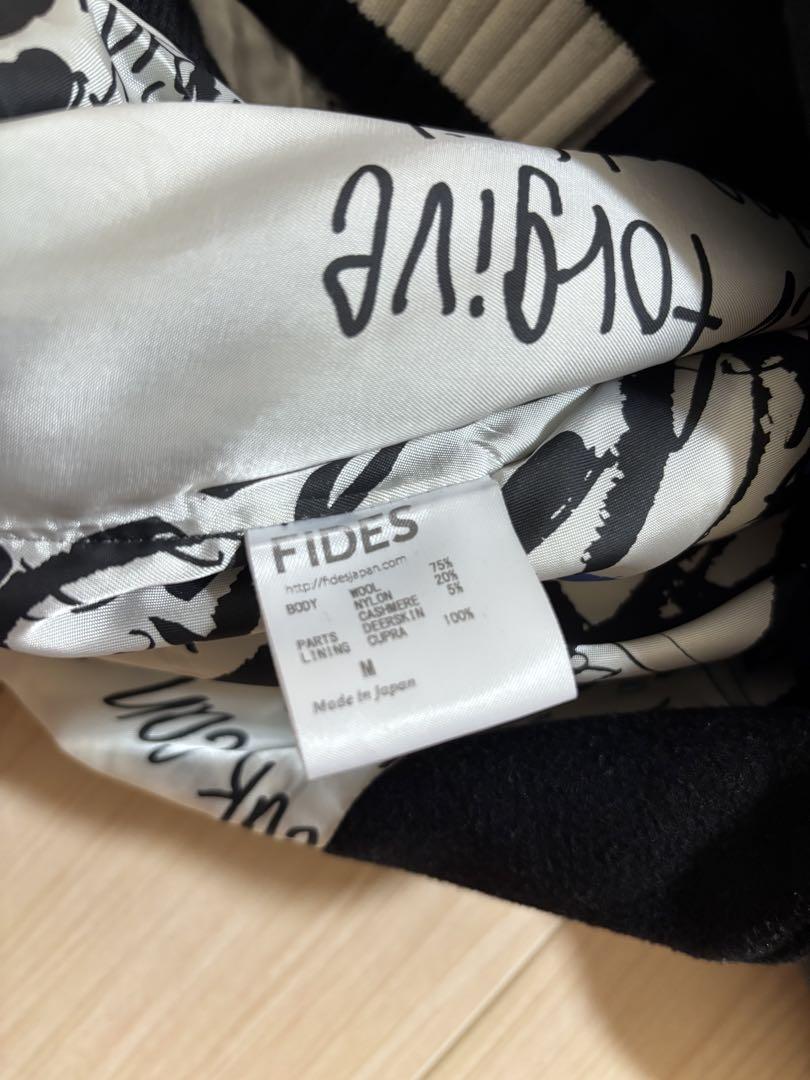 forgive
FIDES
http://fidesjapan.com
BODY WOOL 75%
NYLON 20%
CASHMERE 5%
PARTS DEERSKIN
LINING CUPRA 100%
M
Made in Japan